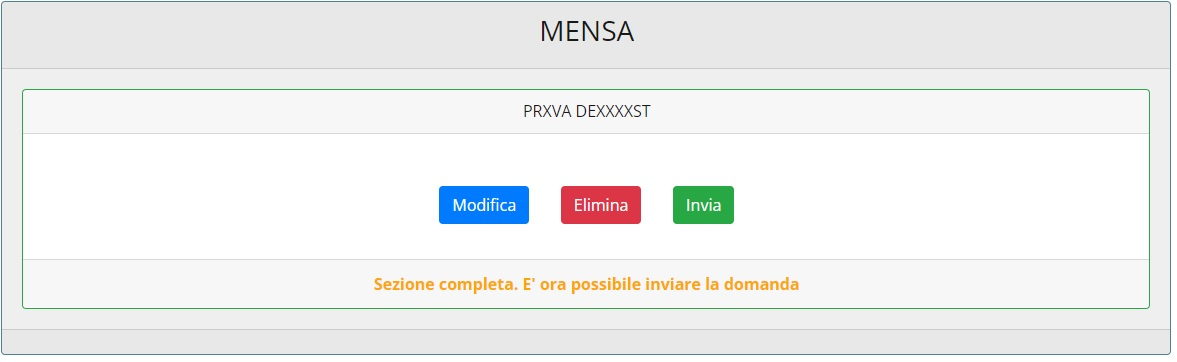 MENSA
PRXVA DEXXXXST
Modifica Elimina Invia
Sezione completa. E' ora possibile inviare la domanda